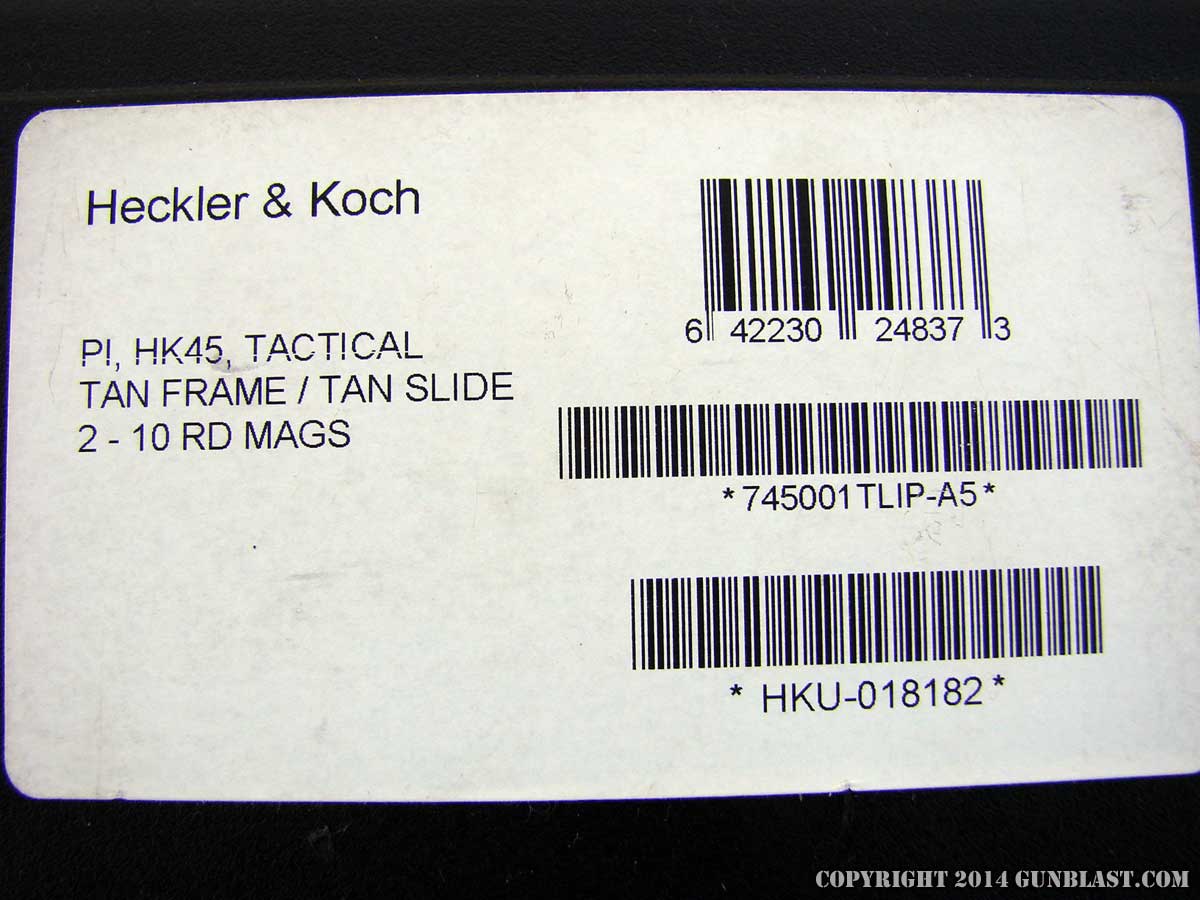 Heckler & Koch
PI, HK45, TACTICAL
TAN FRAME / TAN SLIDE
2 - 10 RD MAGS
6 42230 24837 3
*745001TLIP-A5*
* HKU-018182*
COPYRIGHT 2014 GUNBLAST.COM